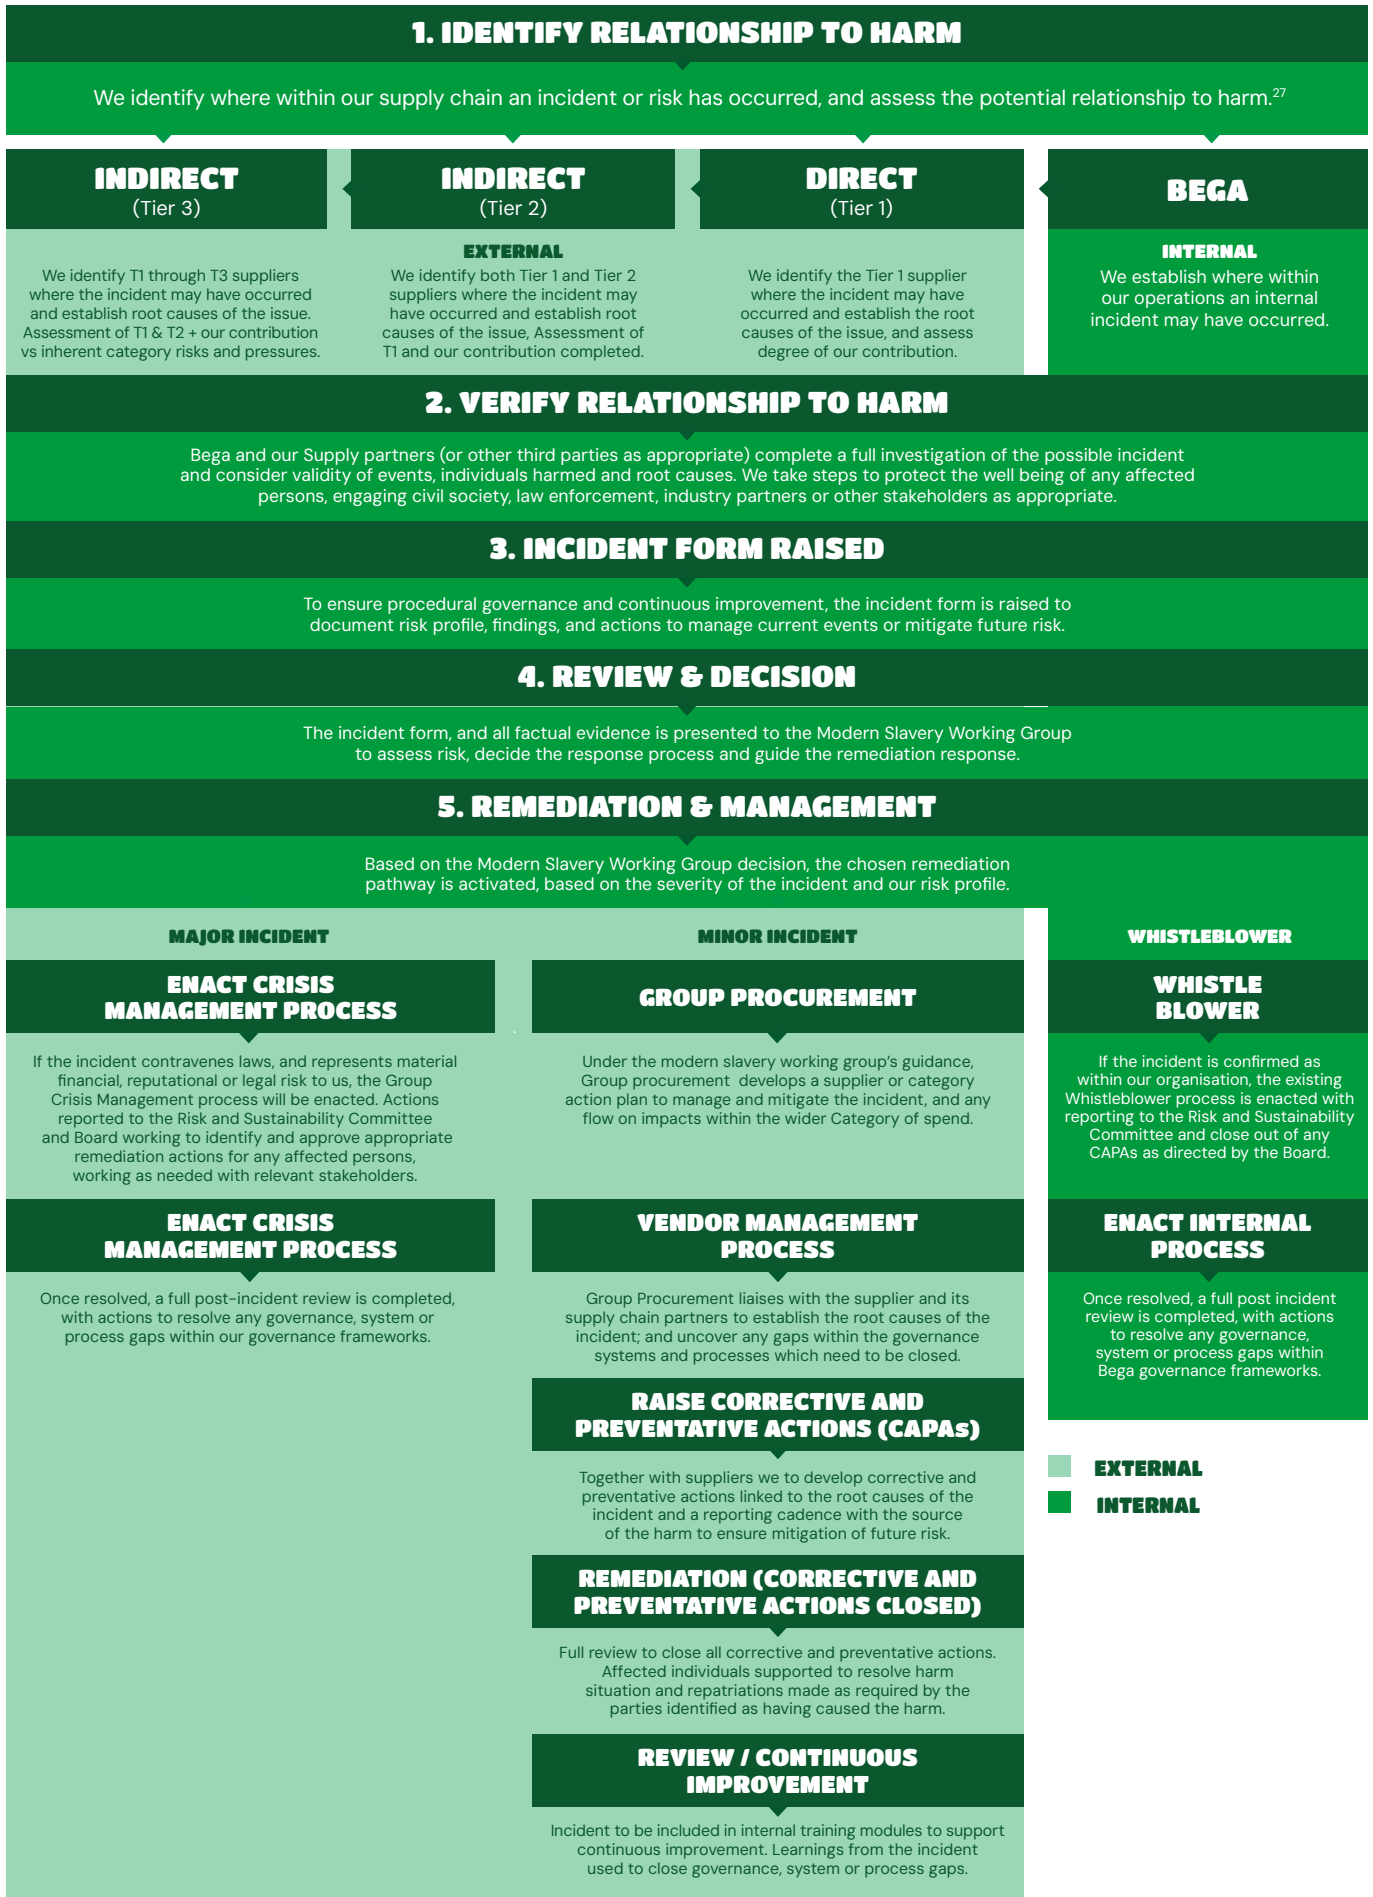 1. IDENTIFY RELATIONSHIP TO HARM
We identify where within our supply chain an incident or risk has occurred, and assess the potential relationship to harm.27
INDIRECT
(Tier 3)
We identify T1 through T3 suppliers
where the incident may have occurred
and establish root causes of the issue.
Assessment of T1 & T2 + our contribution
vs inherent category risks and pressures.
INDIRECT
(Tier 2)
EXTERNAL
We identify both Tier 1 and Tier 2
suppliers where the incident may
have occurred and establish root
causes of the issue, Assessment of
T1 and our contribution completed.
DIRECT
(Tier 1)
We identify the Tier 1 supplier
where the incident may have
occurred and establish the root
causes of the issue, and assess
degree of our contribution.
BEGA
INTERNAL
We establish where within
our operations an internal
incident may have occurred.
2. VERIFY RELATIONSHIP TO HARM
Bega and our Supply partners (or other third parties as appropriate) complete a full investigation of the possible incident
and consider validity of events, individuals harmed and root causes. We take steps to protect the well being of any affected
persons, engaging civil society, law enforcement, industry partners or other stakeholders as appropriate.
3. INCIDENT FORM RAISED
To ensure procedural governance and continuous improvement, the incident form is raised to
document risk profile, findings, and actions to manage current events or mitigate future risk.
4. REVIEW & DECISION
The incident form, and all factual evidence is presented to the Modern Slavery Working Group
to assess risk, decide the response process and guide the remediation response.
5. REMEDIATION & MANAGEMENT
Based on the Modern Slavery Working Group decision, the chosen remediation
pathway is activated, based on the severity of the incident and our risk profile.
MAJOR INCIDENT
ENACT CRISIS
MANAGEMENT PROCESS
If the incident contravenes laws, and represents material
financial, reputational or legal risk to us, the Group
Crisis Management process will be enacted. Actions
reported to the Risk and Sustainability Committee
and Board working to identify and approve appropriate
remediation actions for any affected persons,
working as needed with relevant stakeholders.
ENACT CRISIS
MANAGEMENT PROCESS
Once resolved, a full post-incident review is completed,
with actions to resolve any governance, system or
process gaps within our governance frameworks.
MINOR INCIDENT
GROUP PROCUREMENT
Under the modern slavery working group's guidance,
Group procurement develops a supplier or category
action plan to manage and mitigate the incident, and any
flow on impacts within the wider Category of spend.
VENDOR MANAGEMENT
PROCESS
Group Procurement liaises with the supplier and its
supply chain partners to establish the root causes of the
incident; and uncover any gaps within the governance
systems and processes which need to be closed.
RAISE CORRECTIVE AND
PREVENTATIVE ACTIONS (CAPAs)
Together with suppliers we to develop corrective and
preventative actions linked to the root causes of the
incident and a reporting cadence with the source
of the harm to ensure mitigation of future risk.
REMEDIATION (CORRECTIVE AND
PREVENTATIVE ACTIONS CLOSED)
Full review to close all corrective and preventative actions.
Affected individuals supported to resolve harm
situation and repatriations made as required by the
parties identified as having caused the harm.
REVIEW / CONTINUOUS
IMPROVEMENT
Incident to be included in internal training modules to support
continuous improvement. Learnings from the incident
used to close governance, system or process gaps.
WHISTLEBLOWER
WHISTLE
BLOWER
If the incident is confirmed as
within our organisation, the existing
Whistleblower process is enacted with
reporting to the Risk and Sustainability
Committee and close out of any
CAPAs as directed by the Board.
ENACT INTERNAL
PROCESS
Once resolved, a full post incident
review is completed, with actions
to resolve any governance,
system or process gaps within
Bega governance frameworks.
EXTERNAL
INTERNAL